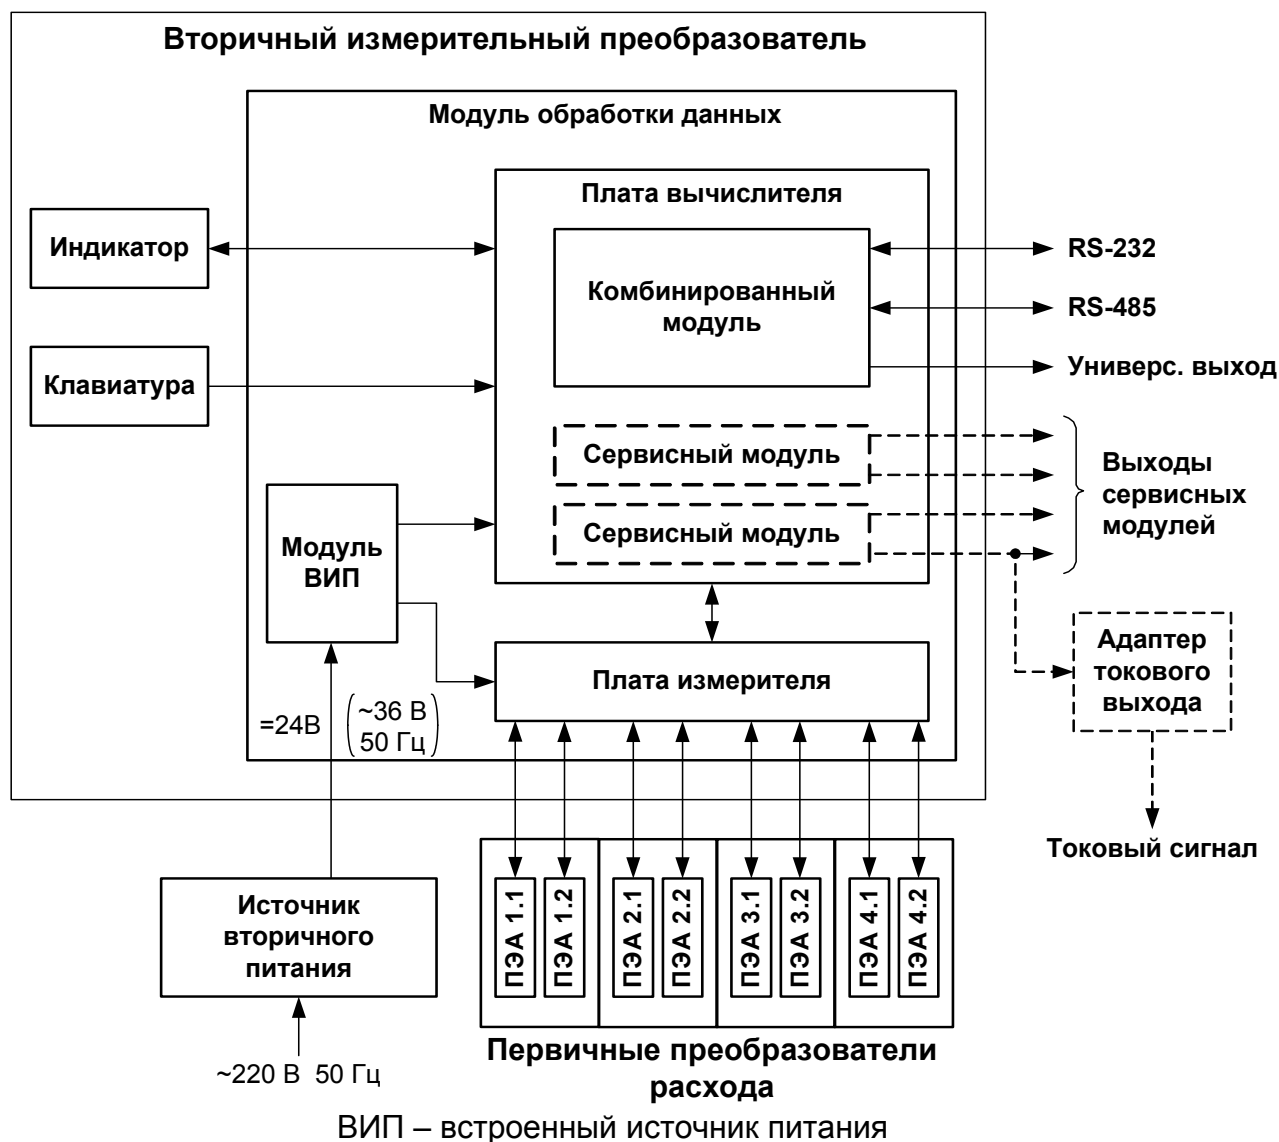 Вторичный измерительный преобразователь
Модуль обработки данных
Плата вычислителя
Индикатор
Комбинированный
модуль
RS-232
RS-485
Клавиатура
Универс. выход
Сервисный модуль
Сервисный модуль
Выходы
сервисных
модулей
Модуль
ВИП
Адаптер
токового
выхода
Плата измерителя
=24В
~36 В
50 Гц
Токовый сигнал
Источник
вторичного
питания
ПЭА 1.1
ПЭА 1.2
ПЭА 2.1
ПЭА 2.2
ПЭА 3.1
ПЭА 3.2
ПЭА 4.1
ПЭА 4.2
~220 В 50 Гц
Первичные преобразователи
расхода
ВИП – встроенный источник питания